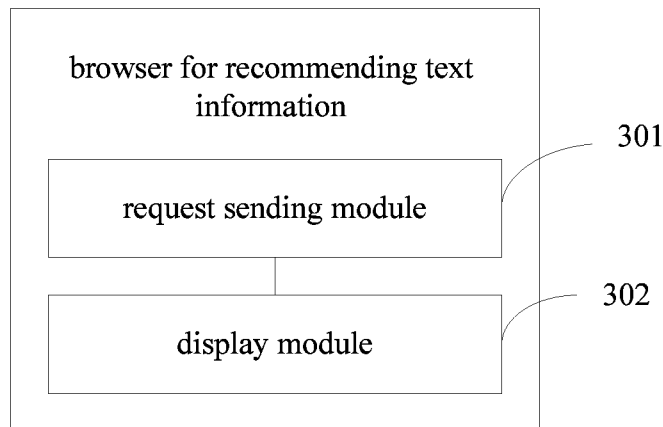 browser for recommending text
information
301
request sending module
302
display module